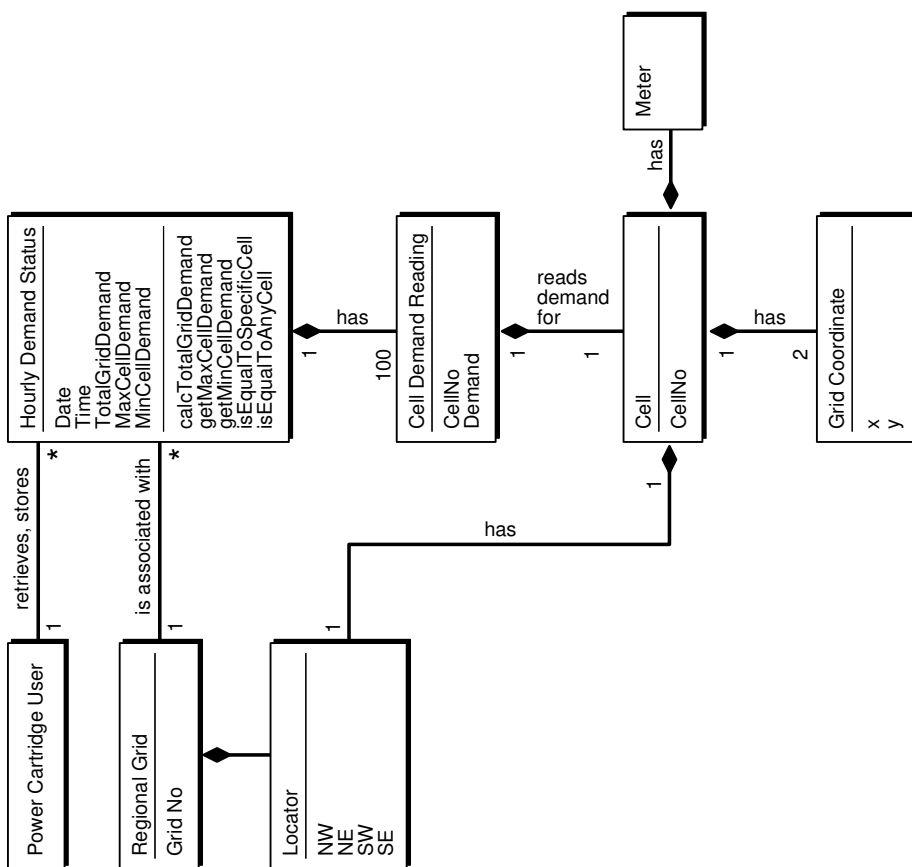 Power Cartridge User
1
retrieves, stores
*
Hourly Demand Status
Date
Time
TotalGridDemand
MaxCellDemand
MinCellDemand
calcTotalGridDemand
getMaxCellDemand
getMinCellDemand
isEqualToSpecificCell
isEqualToAnyCell
Regional Grid
Grid No
1
is associated with
*
Locator
NW
NE
SW
SE
1
has
1
1
has
100
Cell Demand Reading
CellNo
Demand
1
reads
demand
for
1
Cell
CellNo
has
Meter
1
has
2
Grid Coordinate
x
y